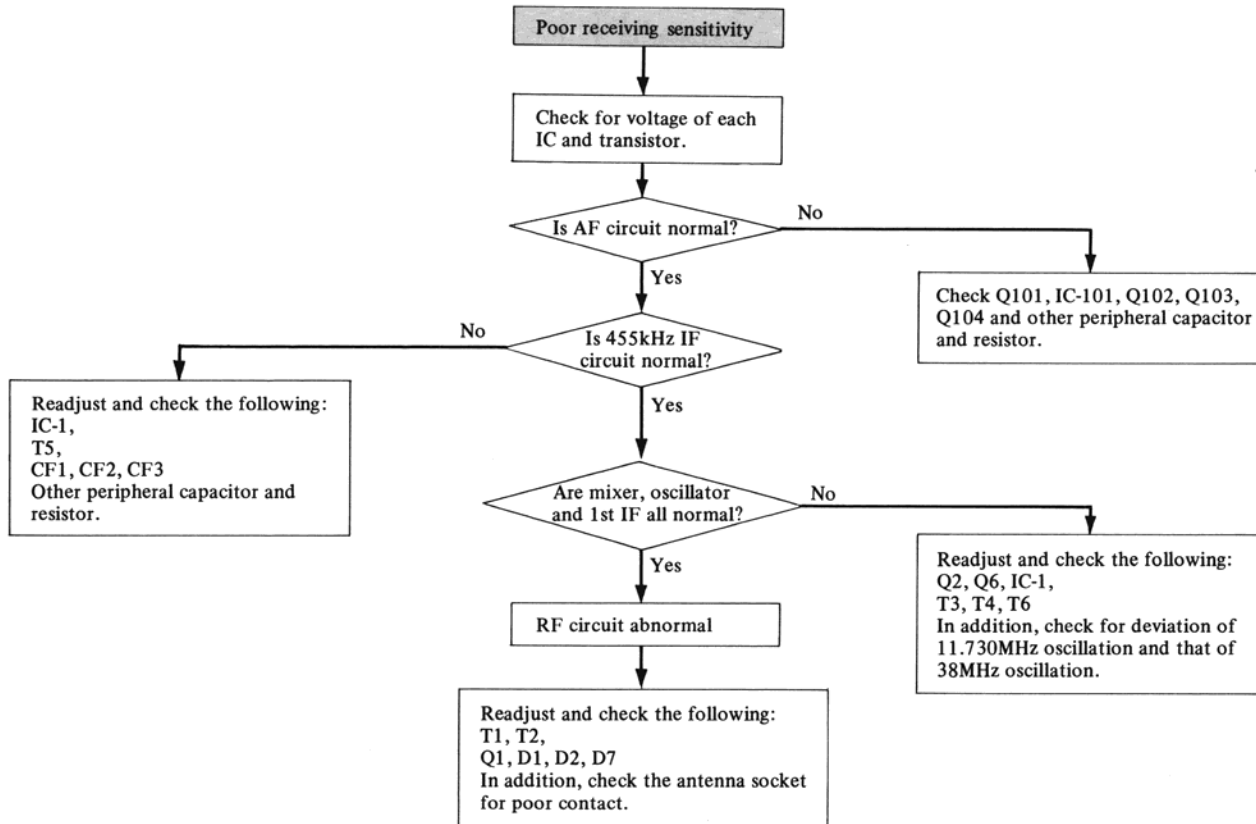 Poor receiving sensitivity
Check for voltage of each
IC and transistor.
Is AF circuit normal?
No
Yes
Check Q101, IC-101, Q102, Q103,
Q104 and other peripheral capacitor
and resistor.
Is 455kHz IF
circuit normal?
No
Yes
Readjust and check the following:
IC-1,
T5,
CF1, CF2, CF3
Other peripheral capacitor and
resistor.
Are mixer, oscillator
and 1st IF all normal?
No
Yes
Readjust and check the following:
Q2, Q6, IC-1,
T3, T4, T6
In addition, check for deviation of
11.730MHz oscillation and that of
38MHz oscillation.
RF circuit abnormal
Readjust and check the following:
T1, T2,
Q1, D1, D2, D7
In addition, check the antenna socket
for poor contact.